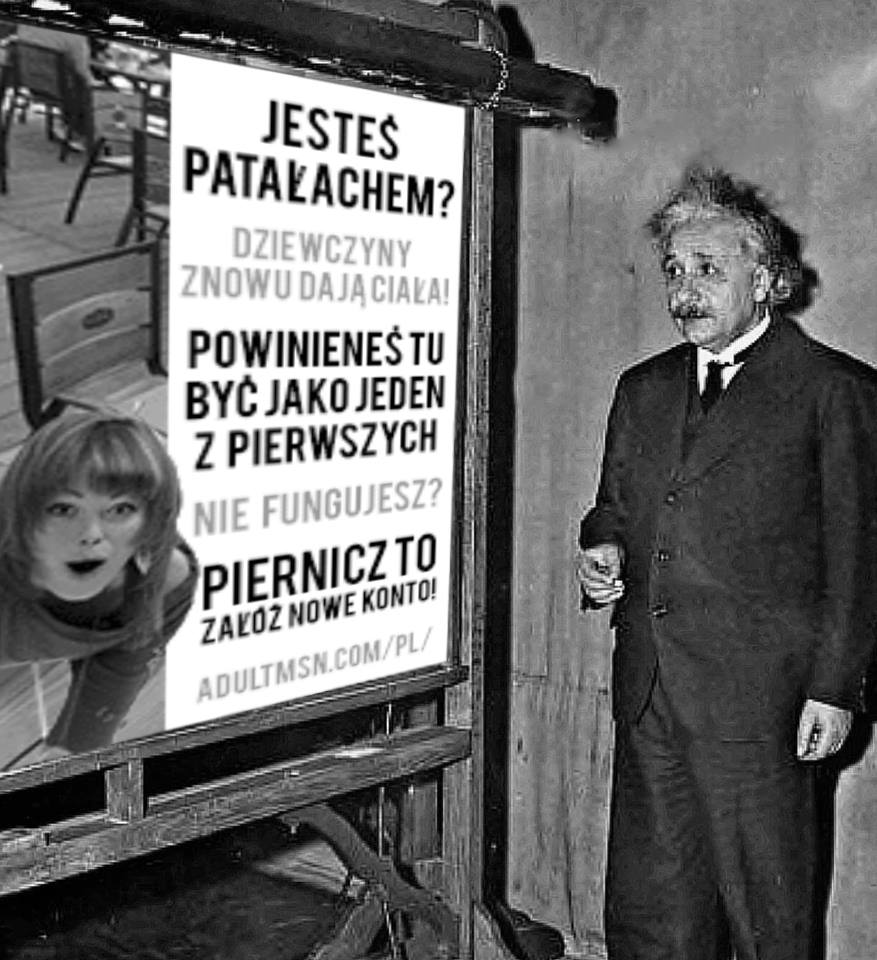 JESTEŚ
PATAŁACHEM?
DZIEWCZYNY
ZNOWU DAJĄ CIAŁA!
POWINIENEŚ TU
BYĆ JAKO JEDEN
Z PIERWSZYCH
NIE FUNGUJESZ?
PIERNICZ TO
ZAŁÓŻ NOWE KONTO!
ADULTMSN.COM/PL/